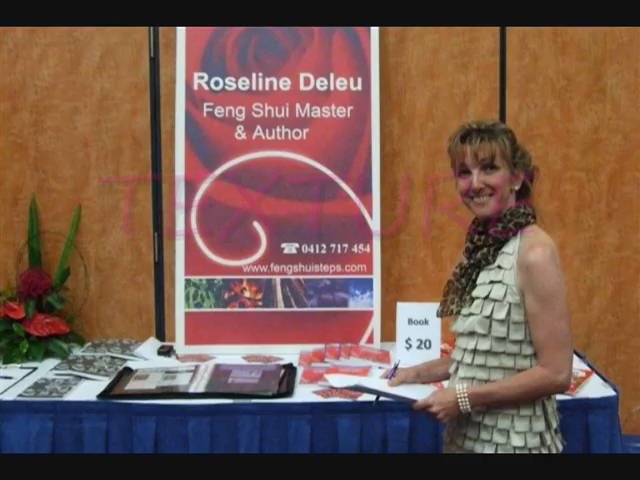 Roseline Deleu
Feng Shui Master
& Author
TEXTURE
0412 717 454
www.fengshuisteps.com
Book
$ 20